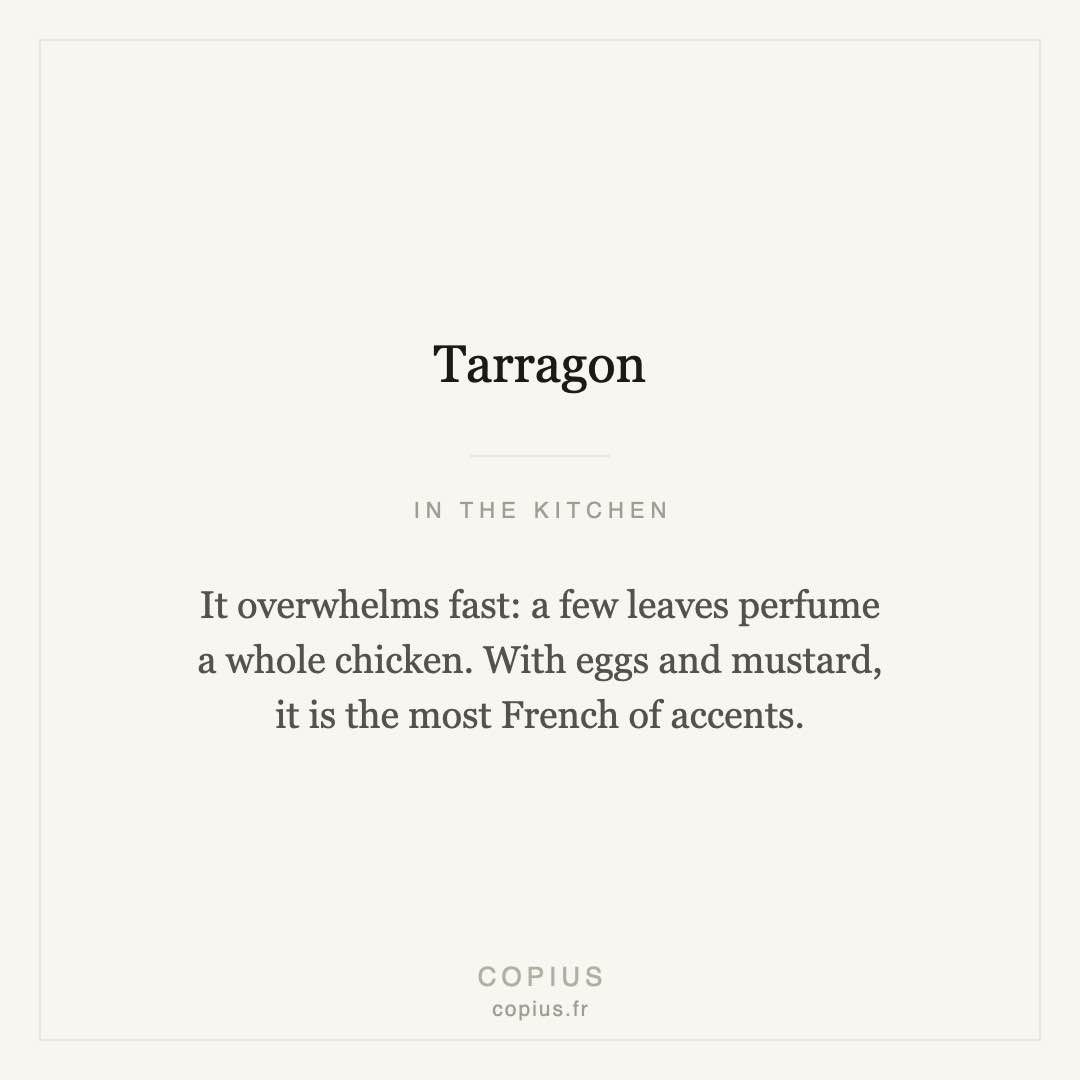 Tarragon
IN THE KITCHEN
It overwhelms fast: a few leaves perfume
a whole chicken. With eggs and mustard,
it is the most French of accents.
COPIUS
copius.fr